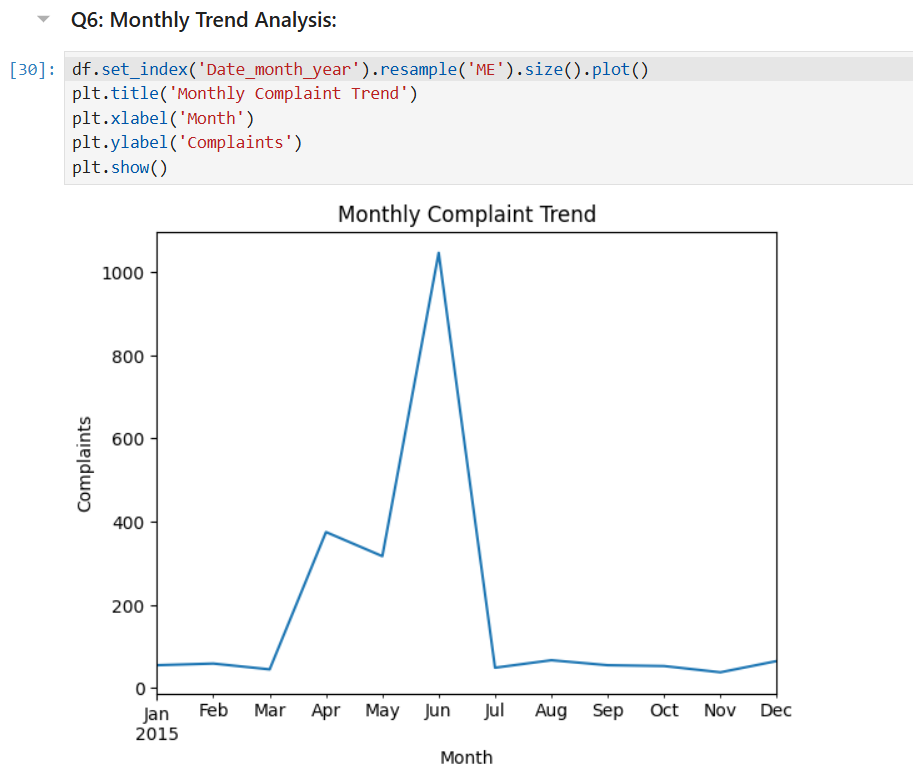 Q6: Monthly Trend Analysis:
[30]: df.set_index('Date_month_year').resample('ME').size().plot()
plt.title('Monthly Complaint Trend')
plt.xlabel('Month')
plt.ylabel('Complaints')
plt.show()
Monthly Complaint Trend
1000
800
600
400
200
0
Complaints
Jan Feb Mar Apr May Jun Jul Aug Sep Oct Nov Dec
2015
Month